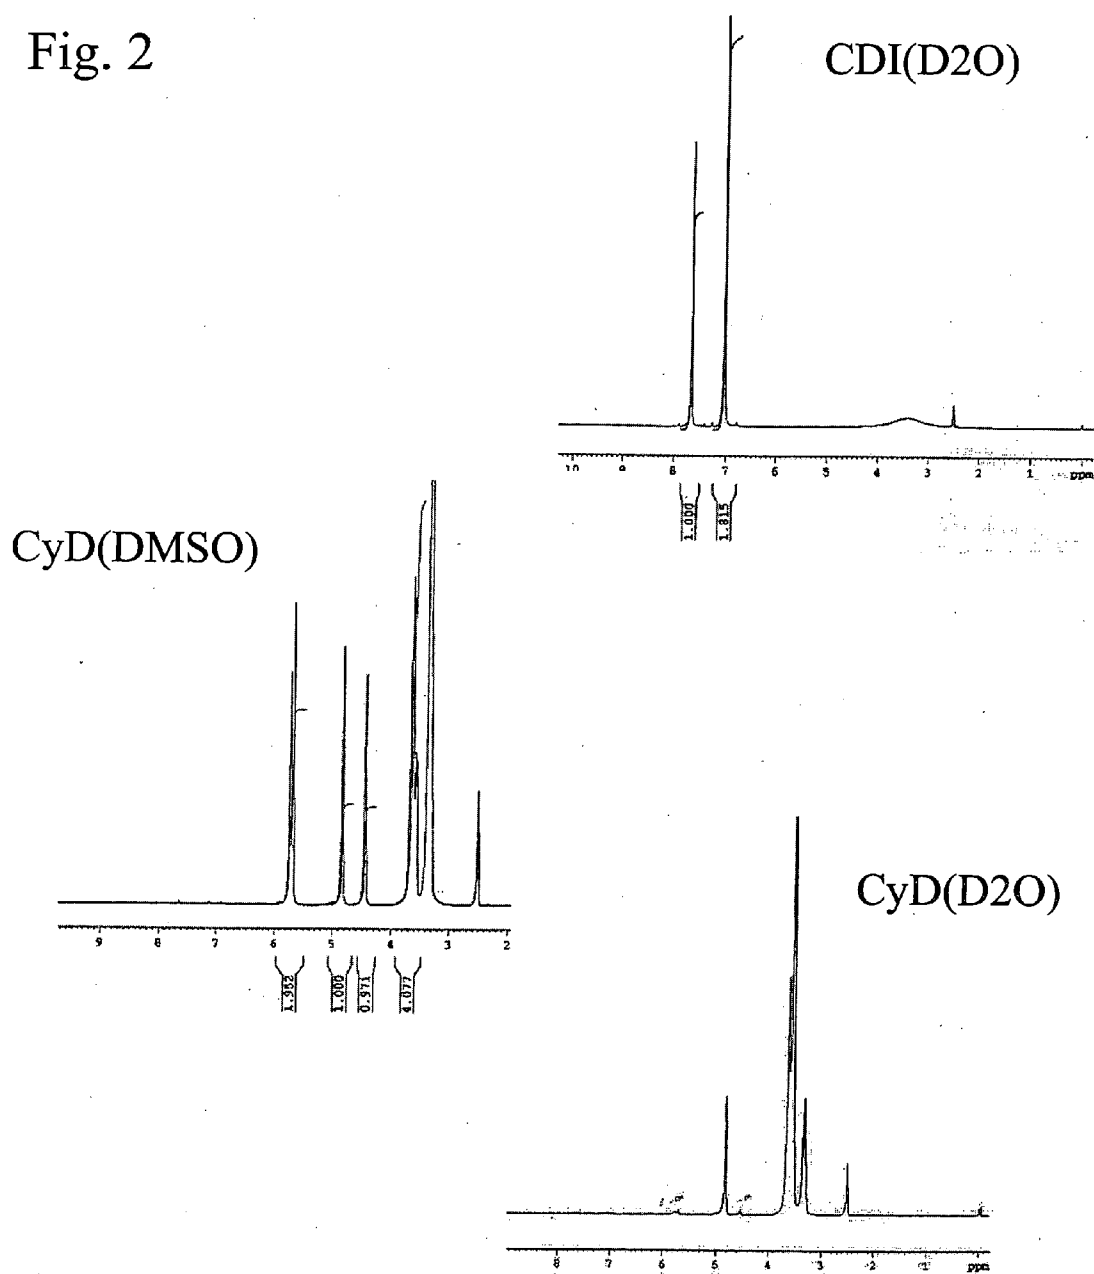 Fig. 2
CDI(D2O)
10 9 8 7 6 5 4 3 2 1 ppm
1.000
1.815
CyD(DMSO)
9 8 7 6 5 4 3 2
1.952
1.000
0.971
4.077
CyD(D2O)
8 7 6 5 4 3 2 1 ppm